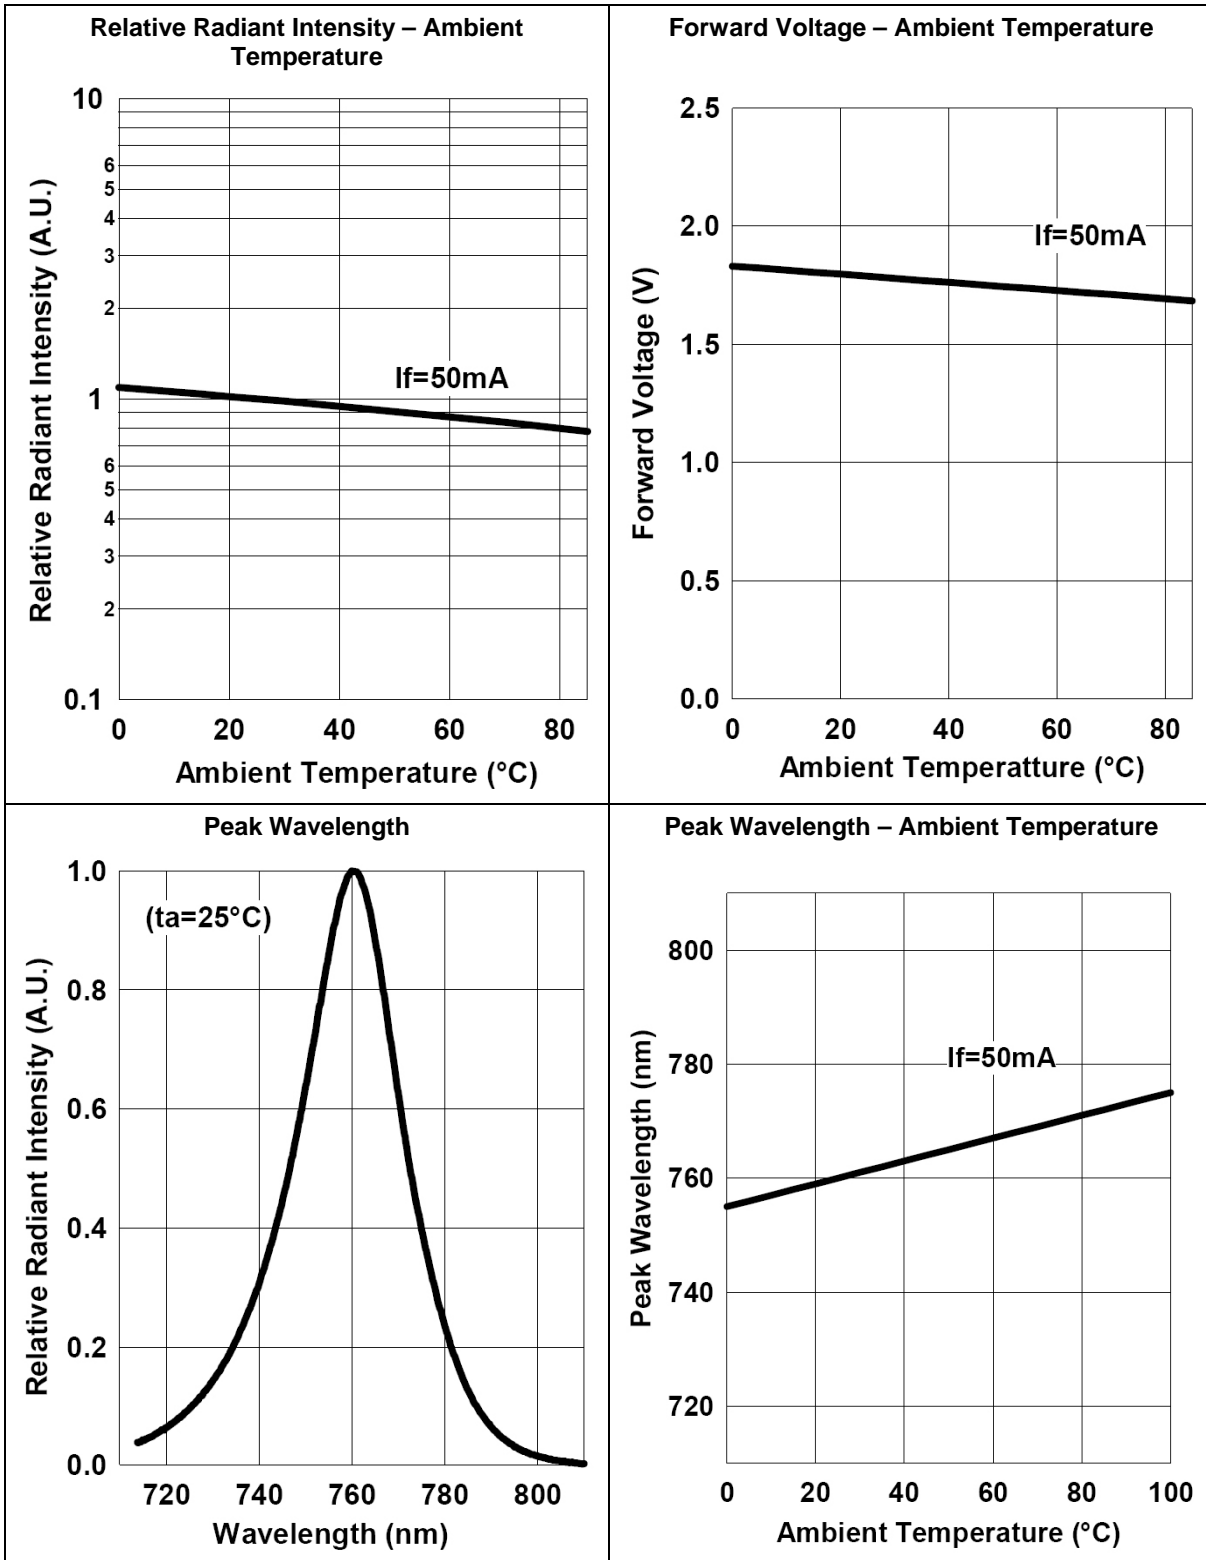 Relative Radiant Intensity – Ambient
Temperature
10
6
5
4
3
2
1
6
5
4
3
2
0.1
Relative Radiant Intensity (A.U.)
If=50mA
0 20 40 60 80
Ambient Temperature (°C)
Forward Voltage – Ambient Temperature
2.5
2.0
1.5
1.0
0.5
0.0
Forward Voltage (V)
If=50mA
0 20 40 60 80
Ambient Temperatture (°C)
Peak Wavelength
1.0
0.8
0.6
0.4
0.2
0.0
Relative Radiant Intensity (A.U.)
(ta=25°C)
720 740 760 780 800
Wavelength (nm)
Peak Wavelength – Ambient Temperature
800
780
760
740
720
Peak Wavelength (nm)
If=50mA
0 20 40 60 80 100
Ambient Temperature (°C)